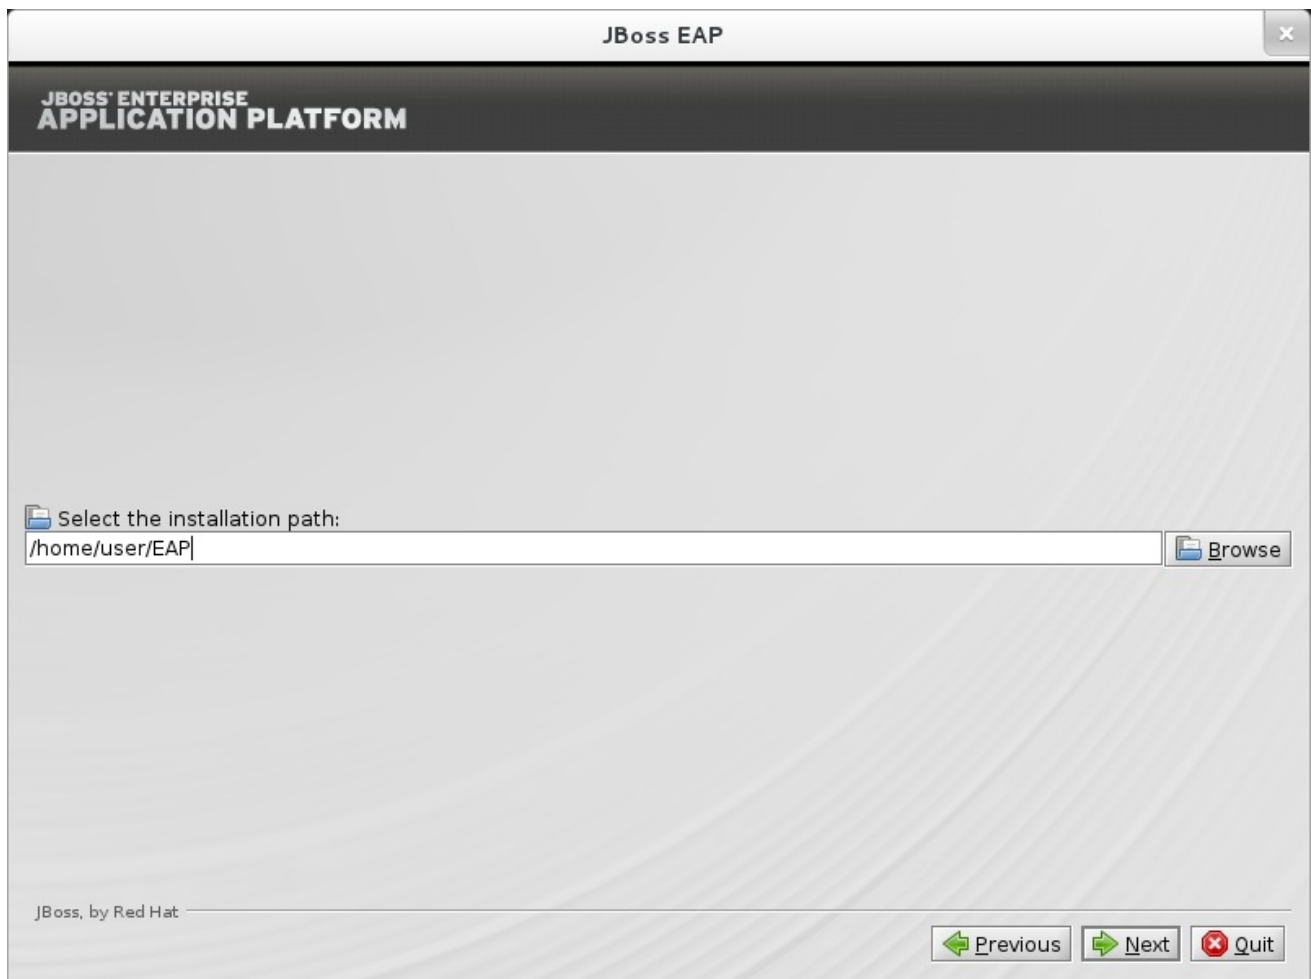 JBoss EAP
JBOSS® ENTERPRISE
APPLICATION PLATFORM
Select the installation path:
/home/user/EAP
Browse
JBoss, by Red Hat
Previous
Next
Quit